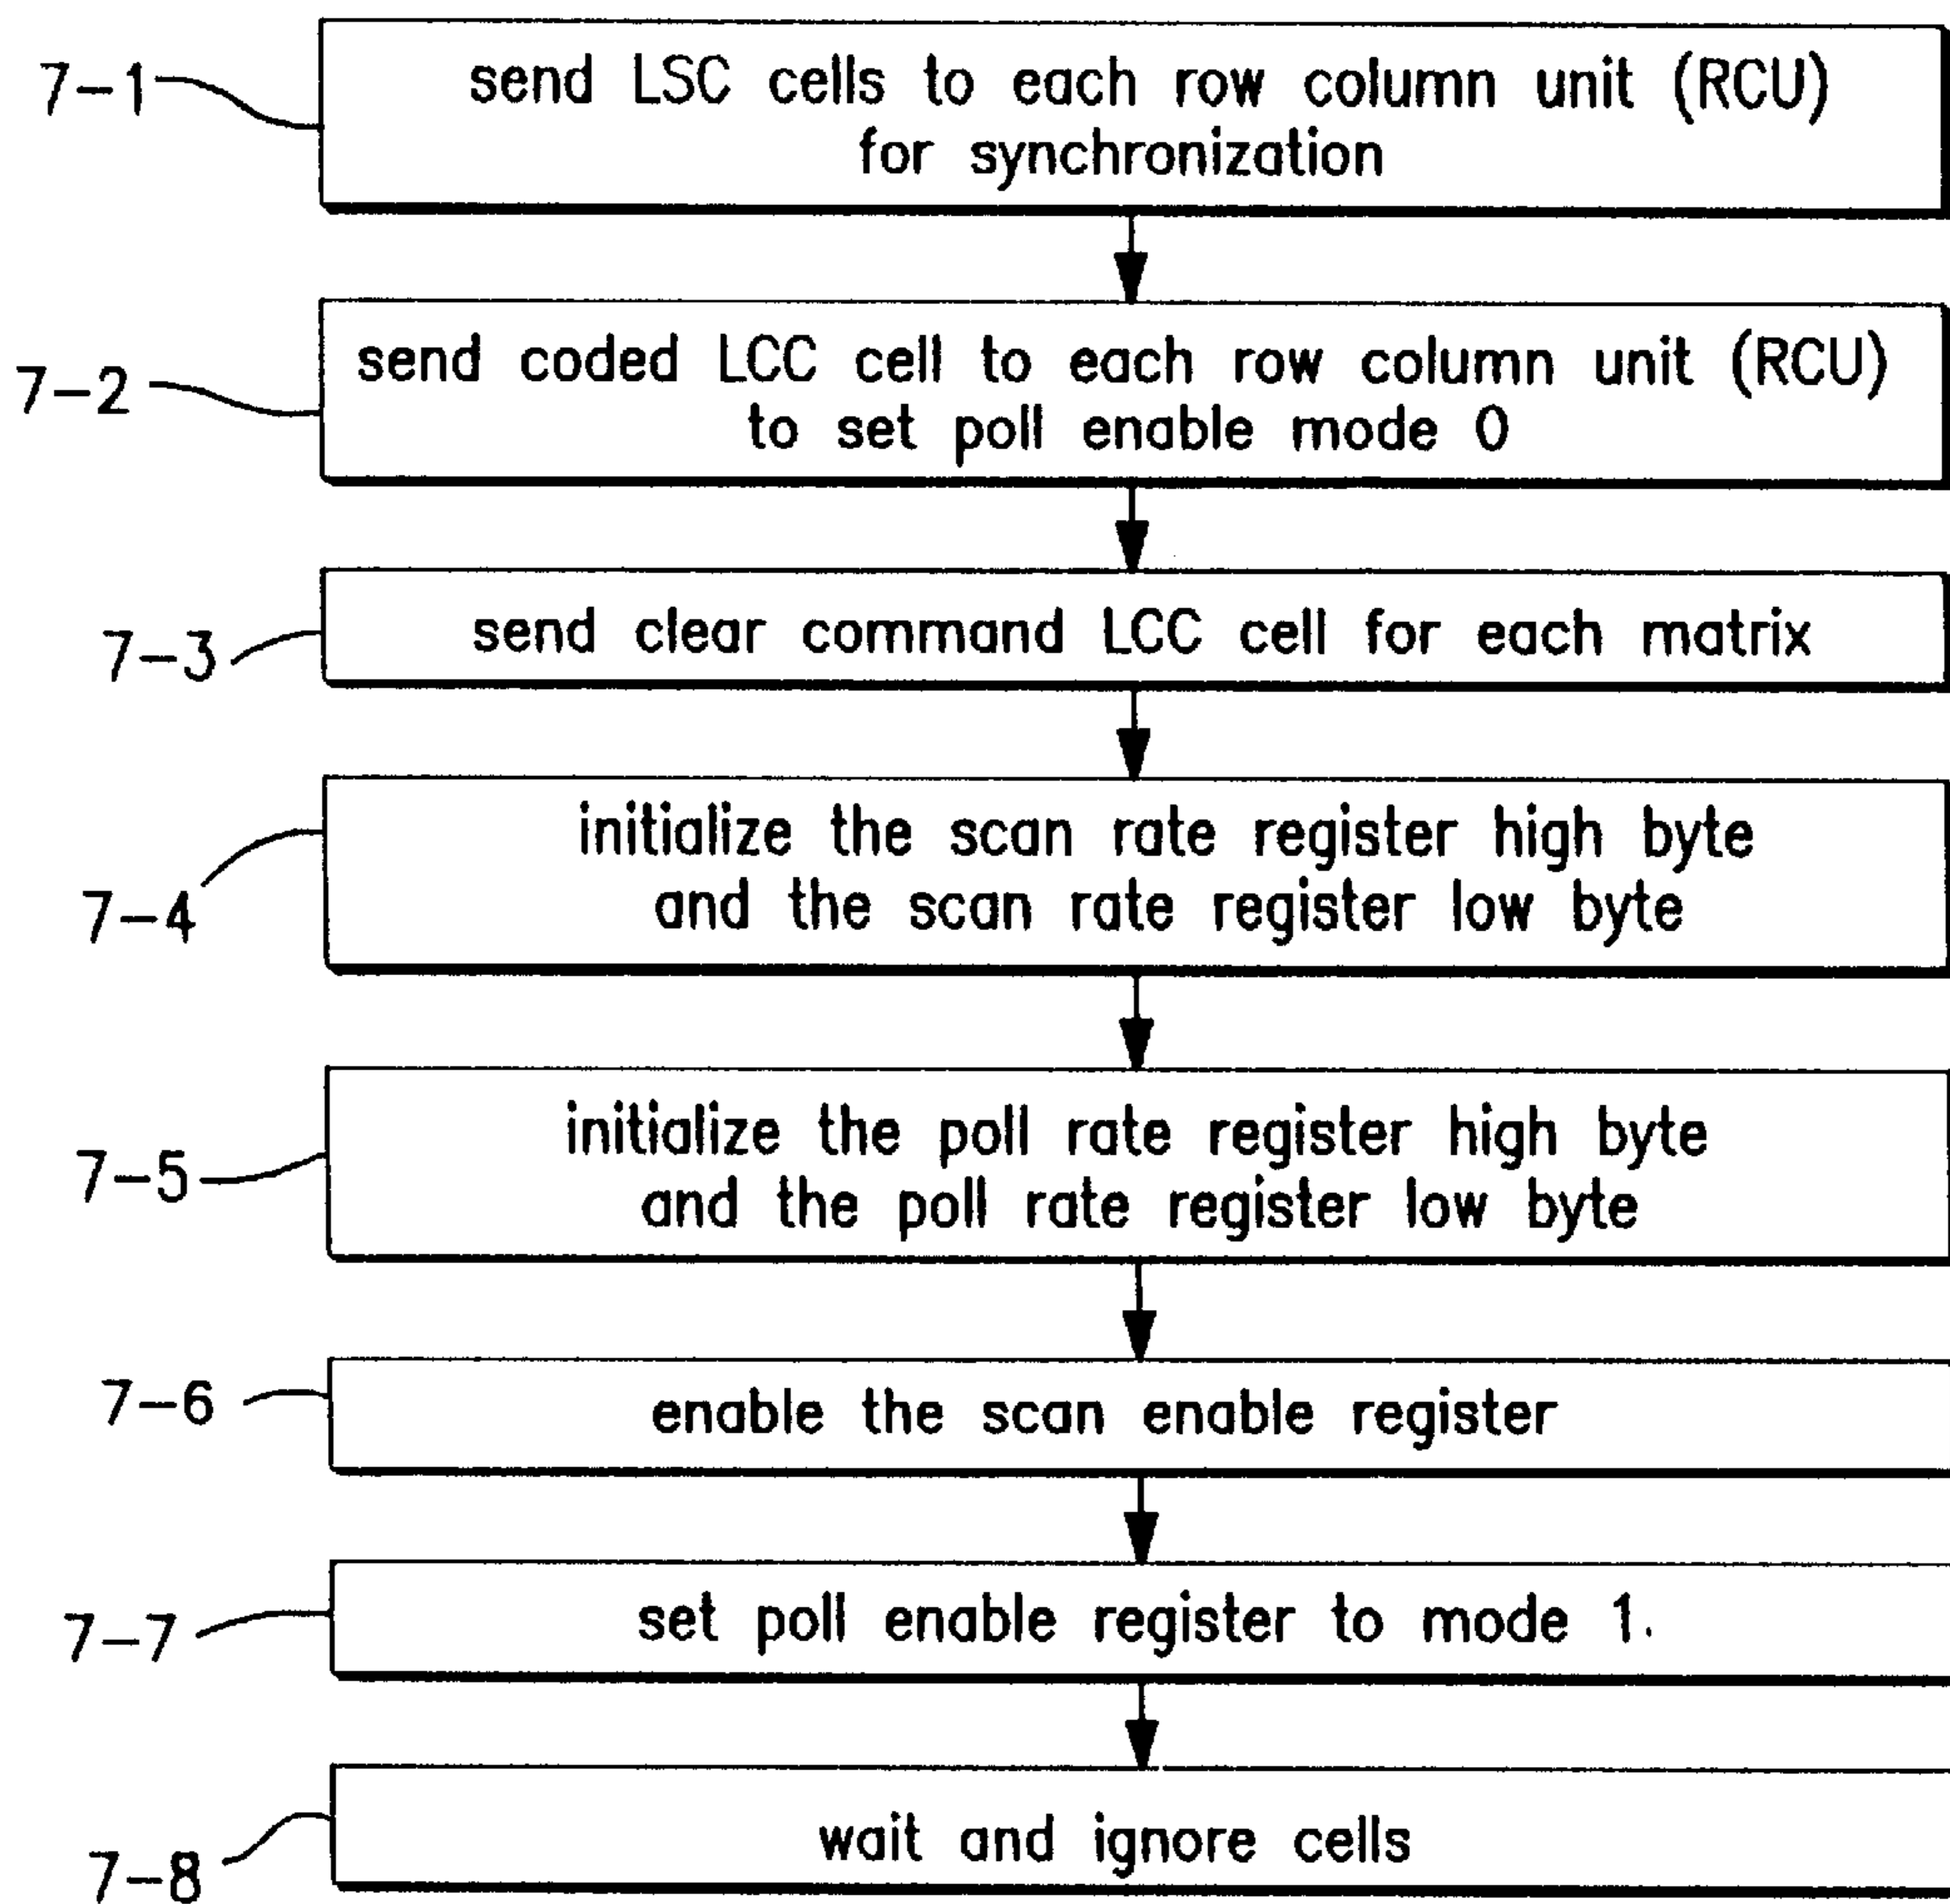 7-1
send LSC cells to each row column unit (RCU)
for synchronization
7-2
send coded LCC cell to each row column unit (RCU)
to set poll enable mode 0
7-3
send clear command LCC cell for each matrix
7-4
initialize the scan rate register high byte
and the scan rate register low byte
7-5
initialize the poll rate register high byte
and the poll rate register low byte
7-6
enable the scan enable register
7-7
set poll enable register to mode 1.
7-8
wait and ignore cells